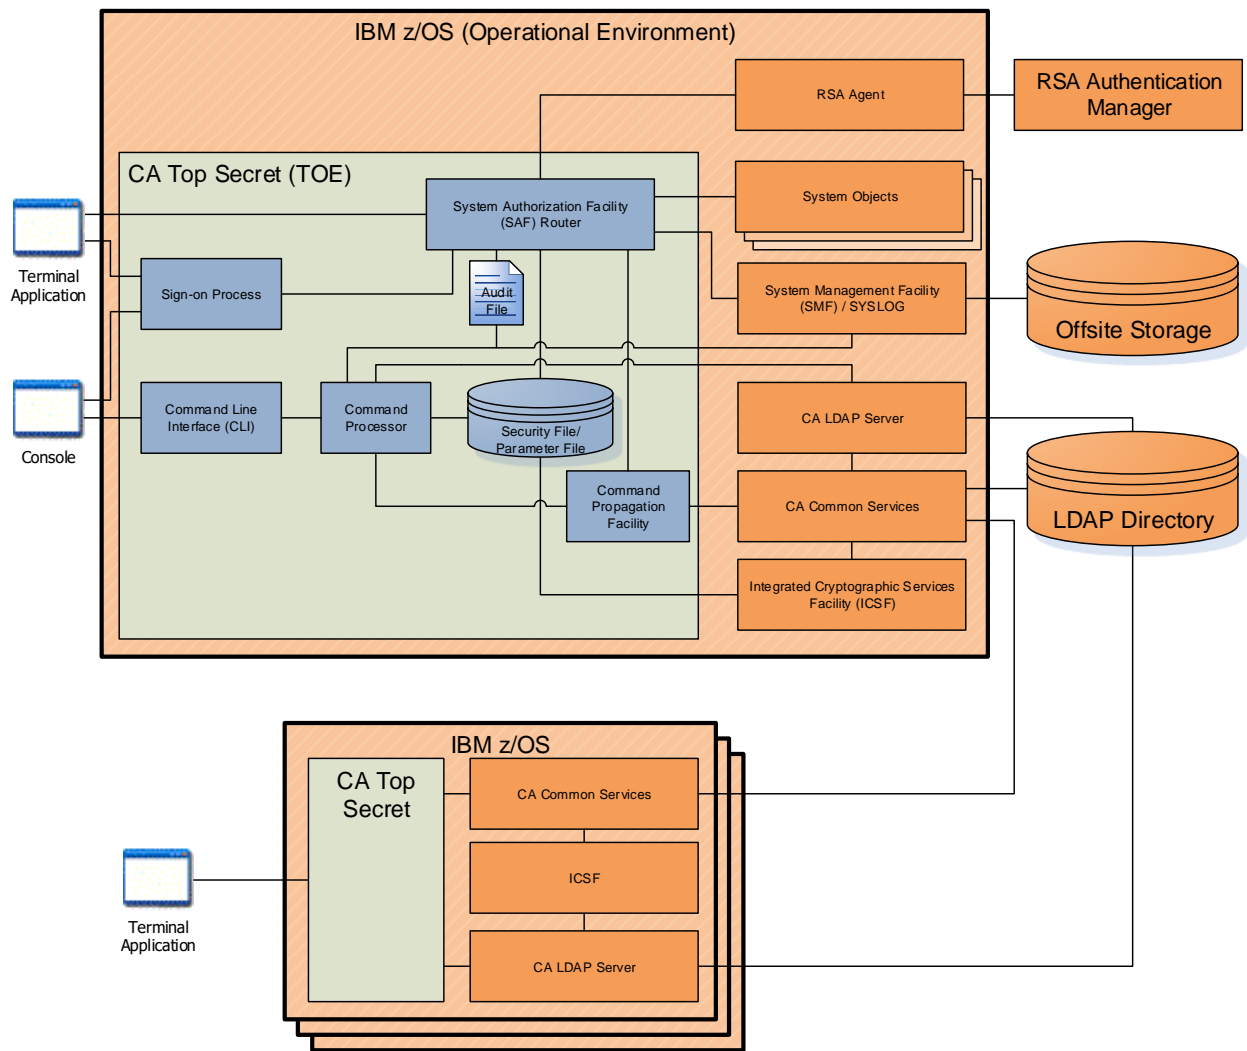 IBM z/OS (Operational Environment)
RSA Agent
RSA Authentication
Manager
CA Top Secret (TOE)
System Authorization Facility
(SAF) Router
System Objects
Terminal
Application
Sign-on Process
Audit
File
System Management Facility
(SMF) / SYSLOG
Offsite Storage
Console
Command Line
Interface (CLI)
Command
Processor
Security File/
Parameter File
CA LDAP Server
Command
Propagation
Facility
CA Common Services
LDAP Directory
Integrated Cryptographic Services
Facility (ICSF)
IBM z/OS
CA Top
Secret
CA Common Services
ICSF
CA LDAP Server
Terminal
Application